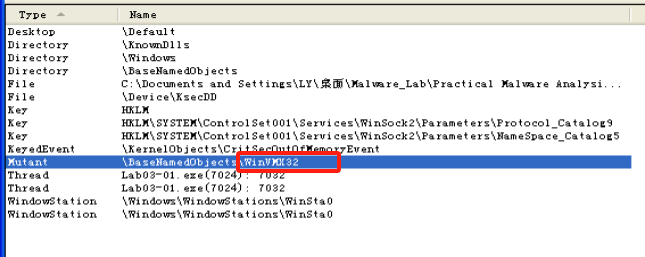 Type Name
Desktop \Default
Directory \KnownDlls
Directory \Windows
Directory \BaseNamedObjects
File C:\Documents and Settings\LY\桌面\Malware_Lab\Practical Malware Analysi...
File \Device\KsecDD
Key HKLM
Key HKLM\SYSTEM\ControlSet001\Services\WinSock2\Parameters\Protocol_Catalog9
Key HKLM\SYSTEM\ControlSet001\Services\WinSock2\Parameters\NameSpace_Catalog5
KeyedEvent \KernelObjects\CritSecOutOfMemoryEvent
Mutant \BaseNamedObjects\WinVMX32
Thread Lab03-01.exe(7024): 7032
Thread Lab03-01.exe(7024): 7032
WindowStation \Windows\WindowStations\WinSta0
WindowStation \Windows\WindowStations\WinSta0